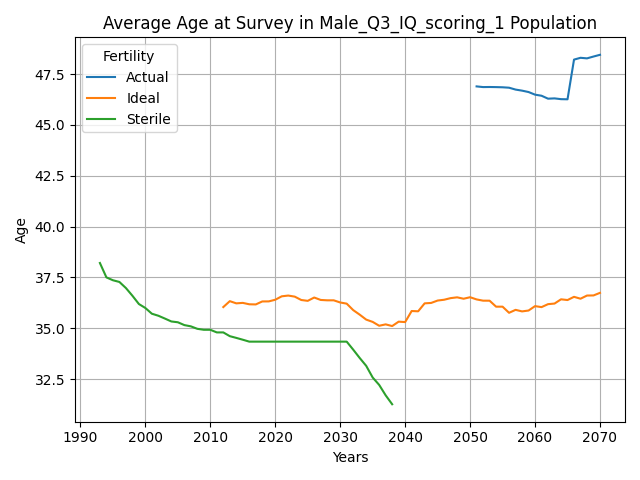 Average Age at Survey in Male_Q3_IQ_scoring_1 Population
Fertility
Actual
Ideal
Sterile
47.5
45.0
42.5
40.0
37.5
35.0
32.5
Age
1990 2000 2010 2020 2030 2040 2050 2060 2070
Years